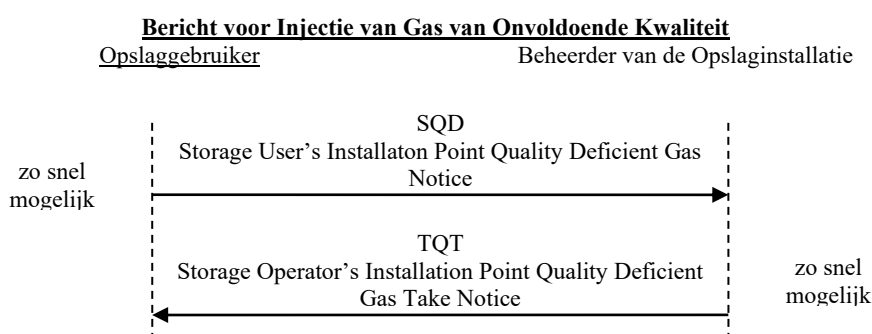 Bericht voor Injectie van Gas van Onvoldoende Kwaliteit
Opslaggebruiker Beheerder van de Opslaginstallatie
SQD
Storage User's Installaton Point Quality Deficient Gas
Notice
zo snel
mogelijk
TQT
Storage Operator's Installation Point Quality Deficient
Gas Take Notice
zo snel
mogelijk